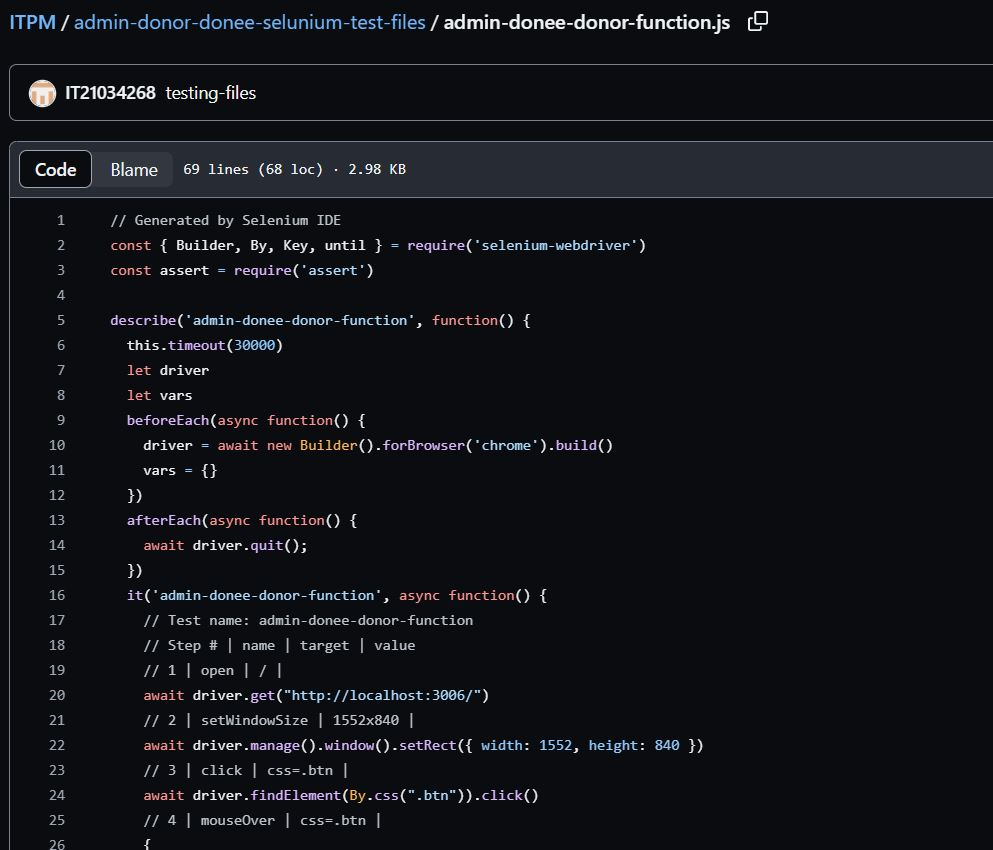 ITPM / admin-donor-donee-selunium-test-files / admin-donee-donor-function.js
IT21034268 testing-files
Code Blame 69 lines (68 loc) · 2.98 KB
1 // Generated by Selenium IDE
2 const { Builder, By, Key, until } = require('selenium-webdriver')
3 const assert = require('assert')
4
5 describe('admin-donee-donor-function', function() {
6 this.timeout(30000)
7 let driver
8 let vars
9 beforeEach(async function() {
10 driver = await new Builder().forBrowser('chrome').build()
11 vars = {}
12 })
13 afterEach(async function() {
14 await driver.quit();
15 })
16 it('admin-donee-donor-function', async function() {
17 // Test name: admin-donee-donor-function
18 // Step # | name | target | value
19 // 1 | open | / |
20 await driver.get("http://localhost:3006/")
21 // 2 | setWindowSize | 1552x840 |
22 await driver.manage().window().setRect({ width: 1552, height: 840 })
23 // 3 | click | css=.btn |
24 await driver.findElement(By.css(".btn")).click()
25 // 4 | mouseOver | css=.btn |
26 {